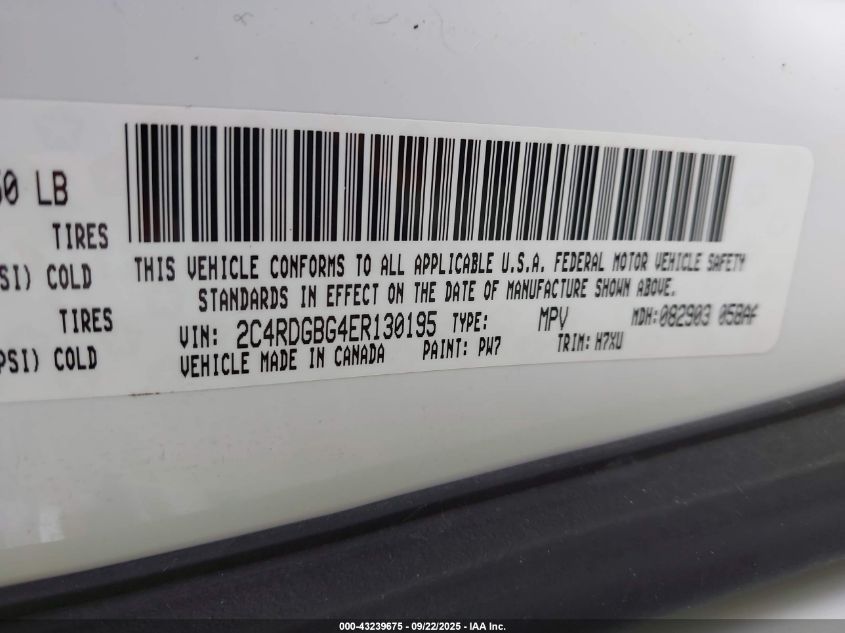 50 LB
TIRES
SI) COLD
TIRES
PSI) COLD
THIS VEHICLE CONFORMS TO ALL APPLICABLE U.S.A. FEDERAL MOTOR VEHICLE SAFETY
STANDARDS IN EFFECT ON THE DATE OF MANUFACTURE SHOWN ABOVE.
VIN: 2C4RDGBG4ER130195 TYPE: MPV MDH:082903 058AF
VEHICLE MADE IN CANADA PAINT: PW7 TRIM: H7XU
000-43239675 - 09/22/2025 - IAA Inc.